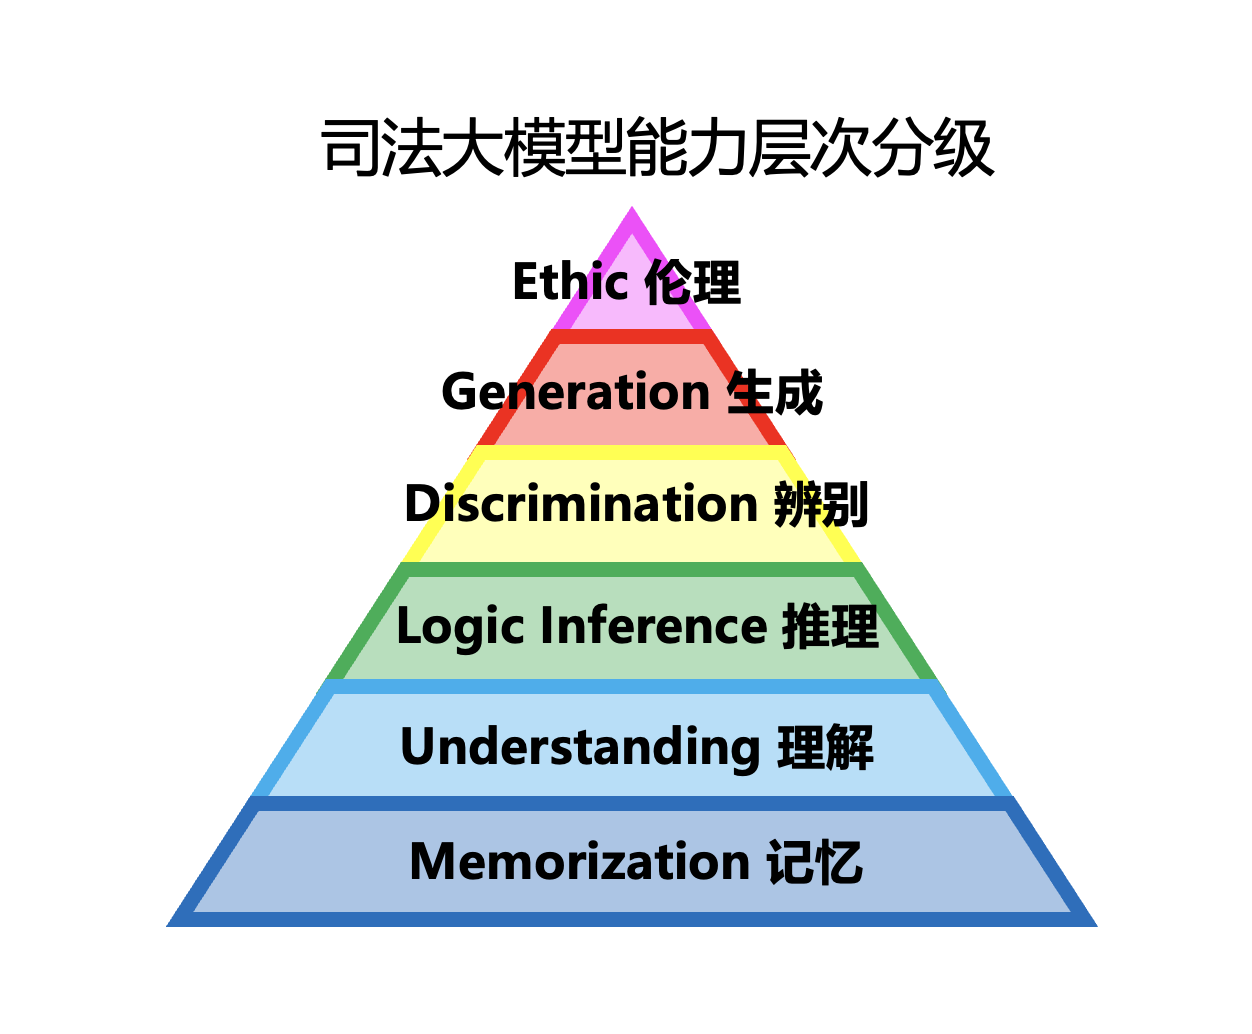 司法大模型能力层次分级
Ethic 伦理
Generation 生成
Discrimination 辨别
Logic Inference 推理
Understanding 理解
Memorization 记忆